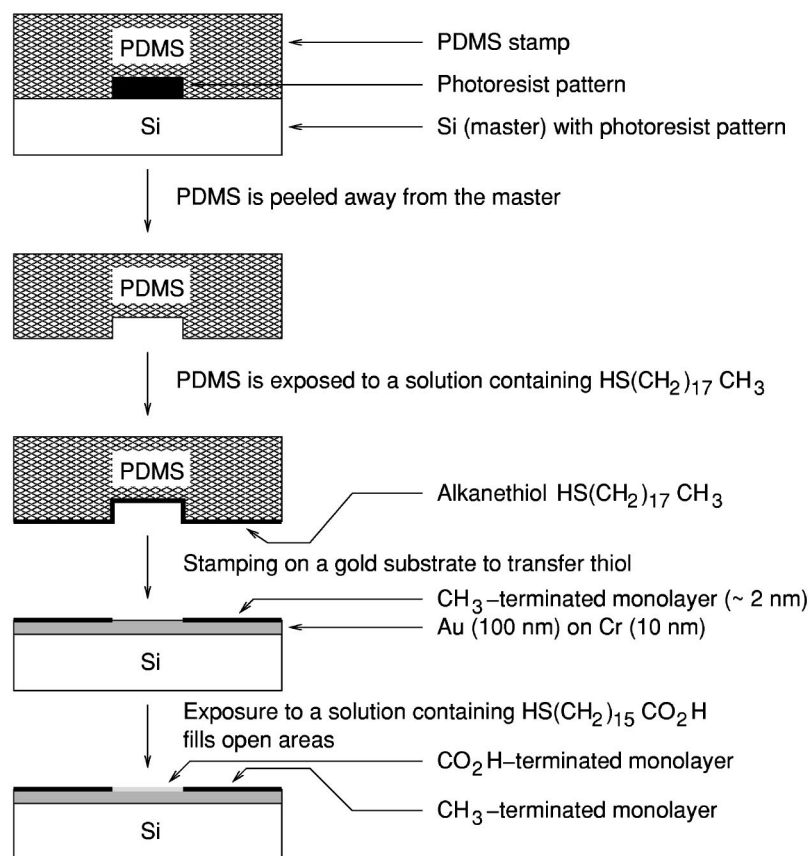 PDMS
PDMS stamp
Photoresist pattern
Si
Si (master) with photoresist pattern
PDMS is peeled away from the master
PDMS
PDMS is exposed to a solution containing HS(CH₂)₁₇ CH₃
PDMS
Alkanethiol HS(CH₂)₁₇ CH₃
Stamping on a gold substrate to transfer thiol
CH₃–terminated monolayer (~ 2 nm)
Au (100 nm) on Cr (10 nm)
Si
Exposure to a solution containing HS(CH₂)₁₅ CO₂H
fills open areas
CO₂H–terminated monolayer
CH₃–terminated monolayer
Si